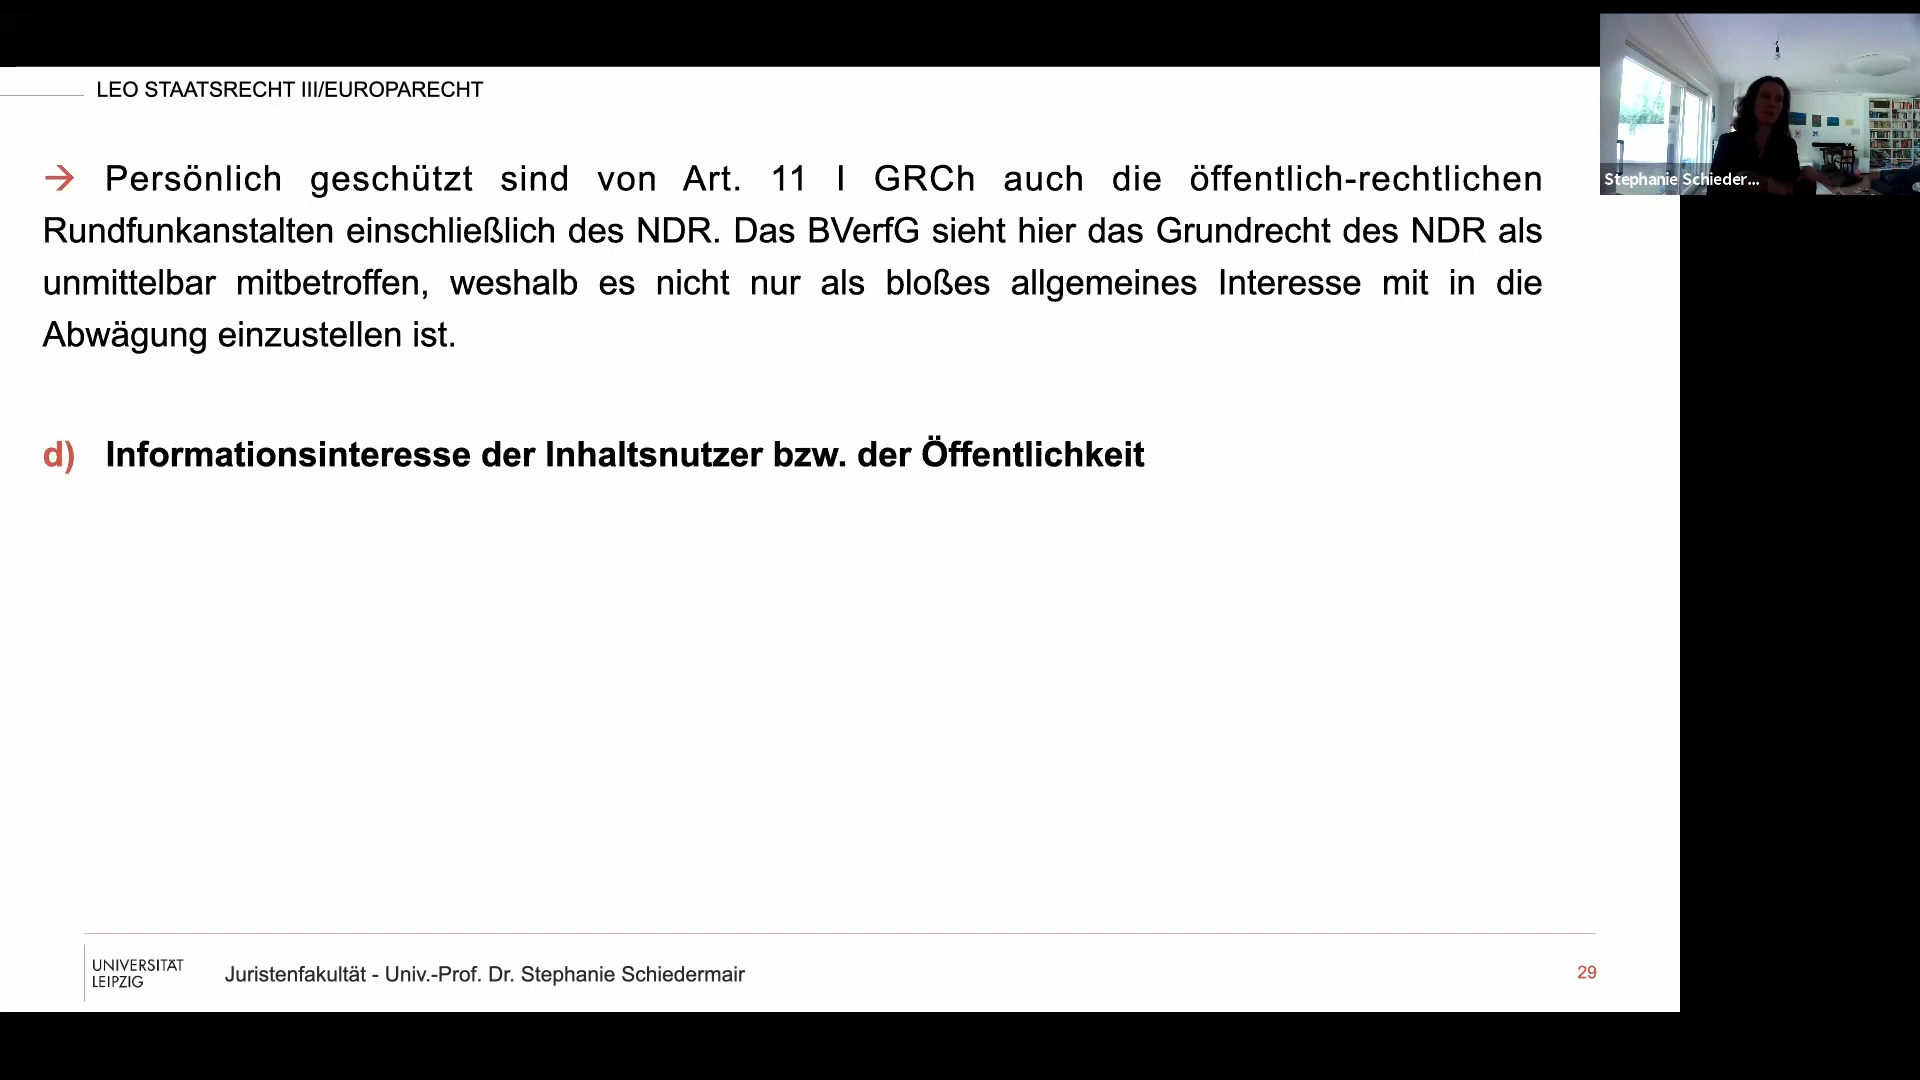 LEO STAATSRECHT III/EUROPARECHT
→ Persönlich geschützt sind von Art. 11 I GRCh auch die öffentlich-rechtlichen
Rundfunkanstalten einschließlich des NDR. Das BVerfG sieht hier das Grundrecht des NDR als
unmittelbar mitbetroffen, weshalb es nicht nur als bloßes allgemeines Interesse mit in die
Abwägung einzustellen ist.
d) Informationsinteresse der Inhaltsnutzer bzw. der Öffentlichkeit
Stephanie Schieder...
UNIVERSITÄT
LEIPZIG
Juristenfakultät - Univ.-Prof. Dr. Stephanie Schiedermair
29